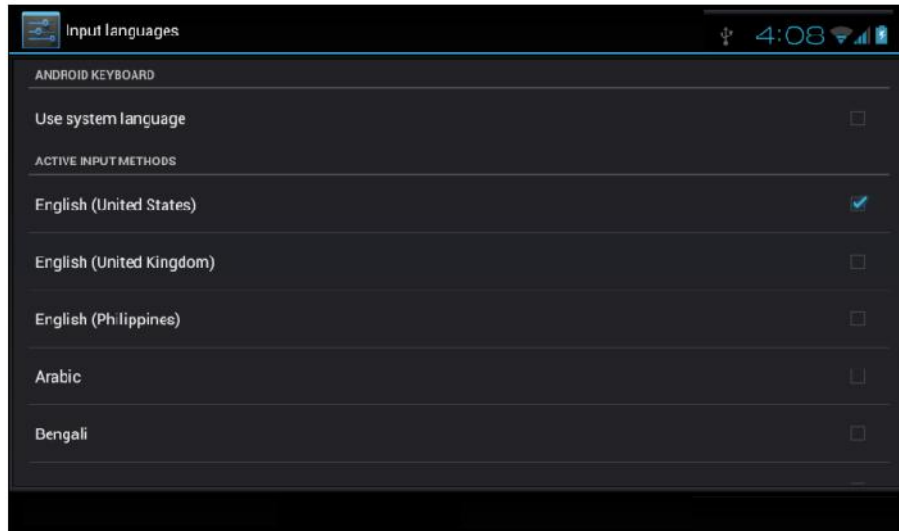 Input languages
4:08
ANDROID KEYBOARD
Use system language
ACTIVE INPUT METHODS
English (United States)
English (United Kingdom)
English (Philippines)
Arabic
Bengali